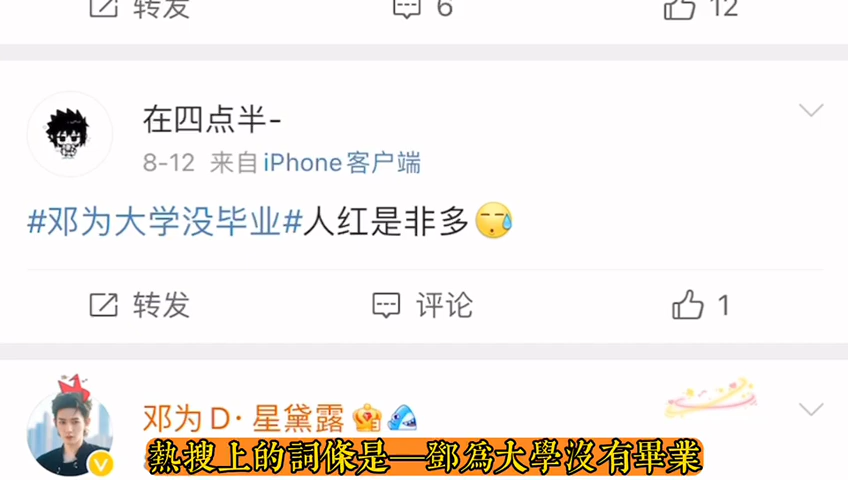 转发 6 12
在四点半-
8-12 来自iPhone客户端
#邓为大学没毕业#人红是非多
转发 评论 1
邓为D·星黛露
熱搜上的詞條是—鄧為大學沒有畢業